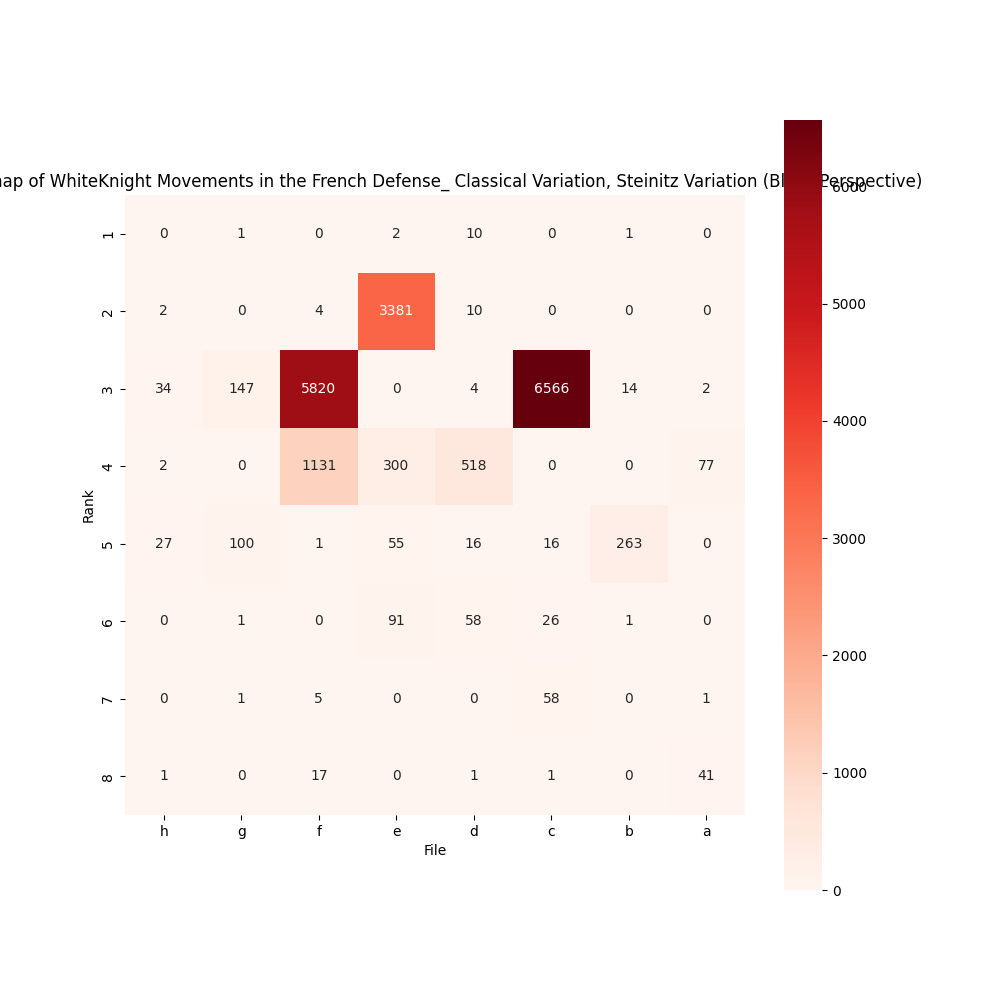 map of WhiteKnight Movements in the French Defense_ Classical Variation, Steinitz Variation (Perspective)
6000
1 0 1 0 2 10 0 1 0
2 2 0 4 3381 10 0 0 0
5000
3 34 147 5820 0 4 6566 14 2
4000
4 2 0 1131 300 518 0 0 77
Rank
5 27 100 1 55 16 16 263 0
3000
6 0 1 0 91 58 26 1 0
2000
7 0 1 5 0 0 58 0 1
1000
8 1 0 17 0 1 1 0 41
h g f e d c b a
File
0